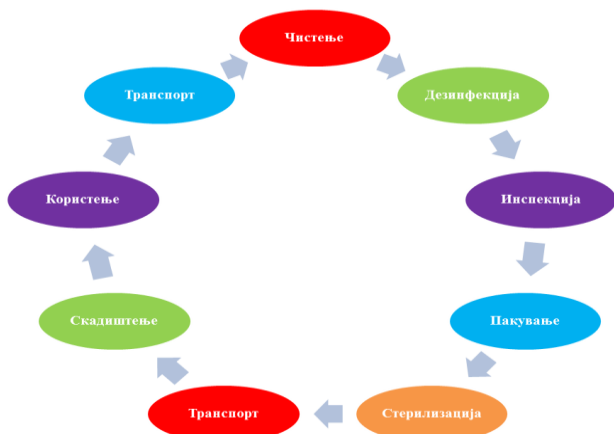 Чистење
Дезинфекција
Инспекција
Пакување
Стерилизација
Транспорт
Скадиштење
Користење
Транспорт